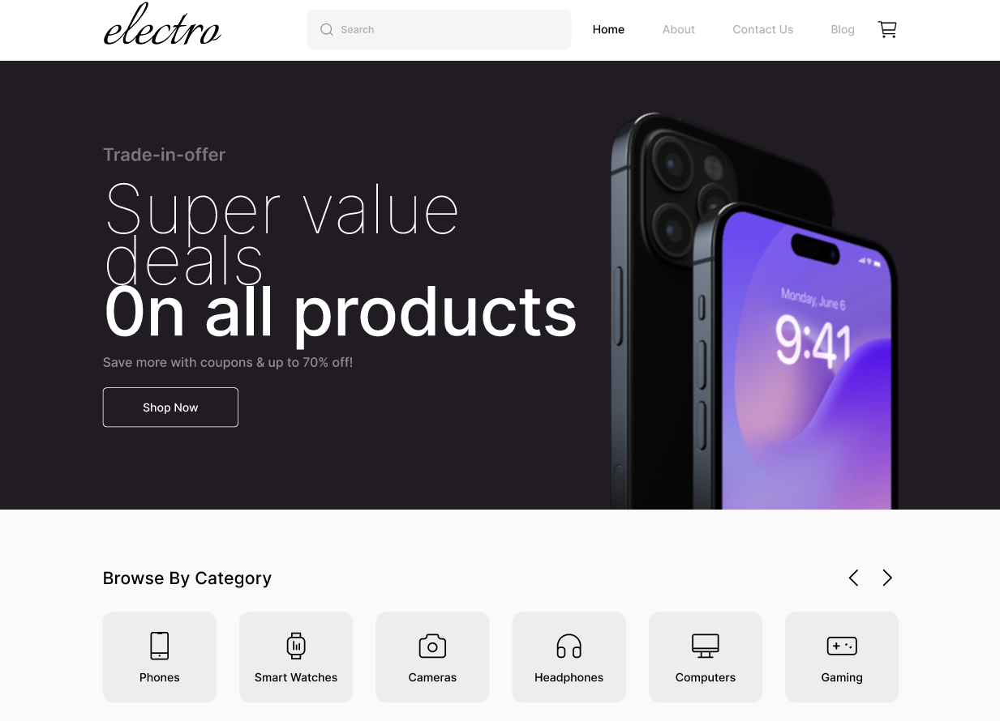 electro
Search
Home
About
Contact Us
Blog
Trade-in-offer
Super value
deals
0n all products
Save more with coupons & up to 70% off!
Shop Now
Monday, June 6
9:41
Browse By Category
Phones
Smart Watches
Cameras
Headphones
Computers
Gaming